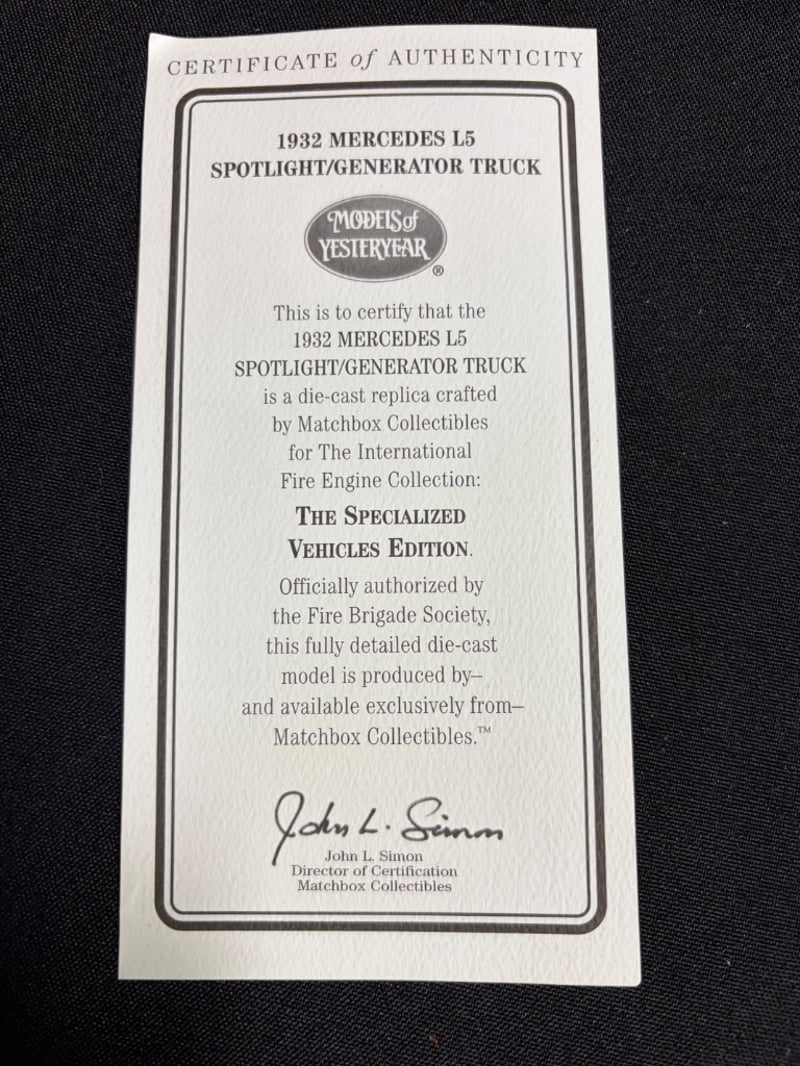 CERTIFICATE of AUTHENTICITY
1932 MERCEDES L5
SPOTLIGHT/GENERATOR TRUCK
MODELS of
YESTERYEAR
®
This is to certify that the
1932 MERCEDES L5
SPOTLIGHT/GENERATOR TRUCK
is a die-cast replica crafted
by Matchbox Collectibles
for The International
Fire Engine Collection:
THE SPECIALIZED
VEHICLES EDITION.
Officially authorized by
the Fire Brigade Society,
this fully detailed die-cast
model is produced by–
and available exclusively from–
Matchbox Collectibles.™
John L. Simon
John L. Simon
Director of Certification
Matchbox Collectibles